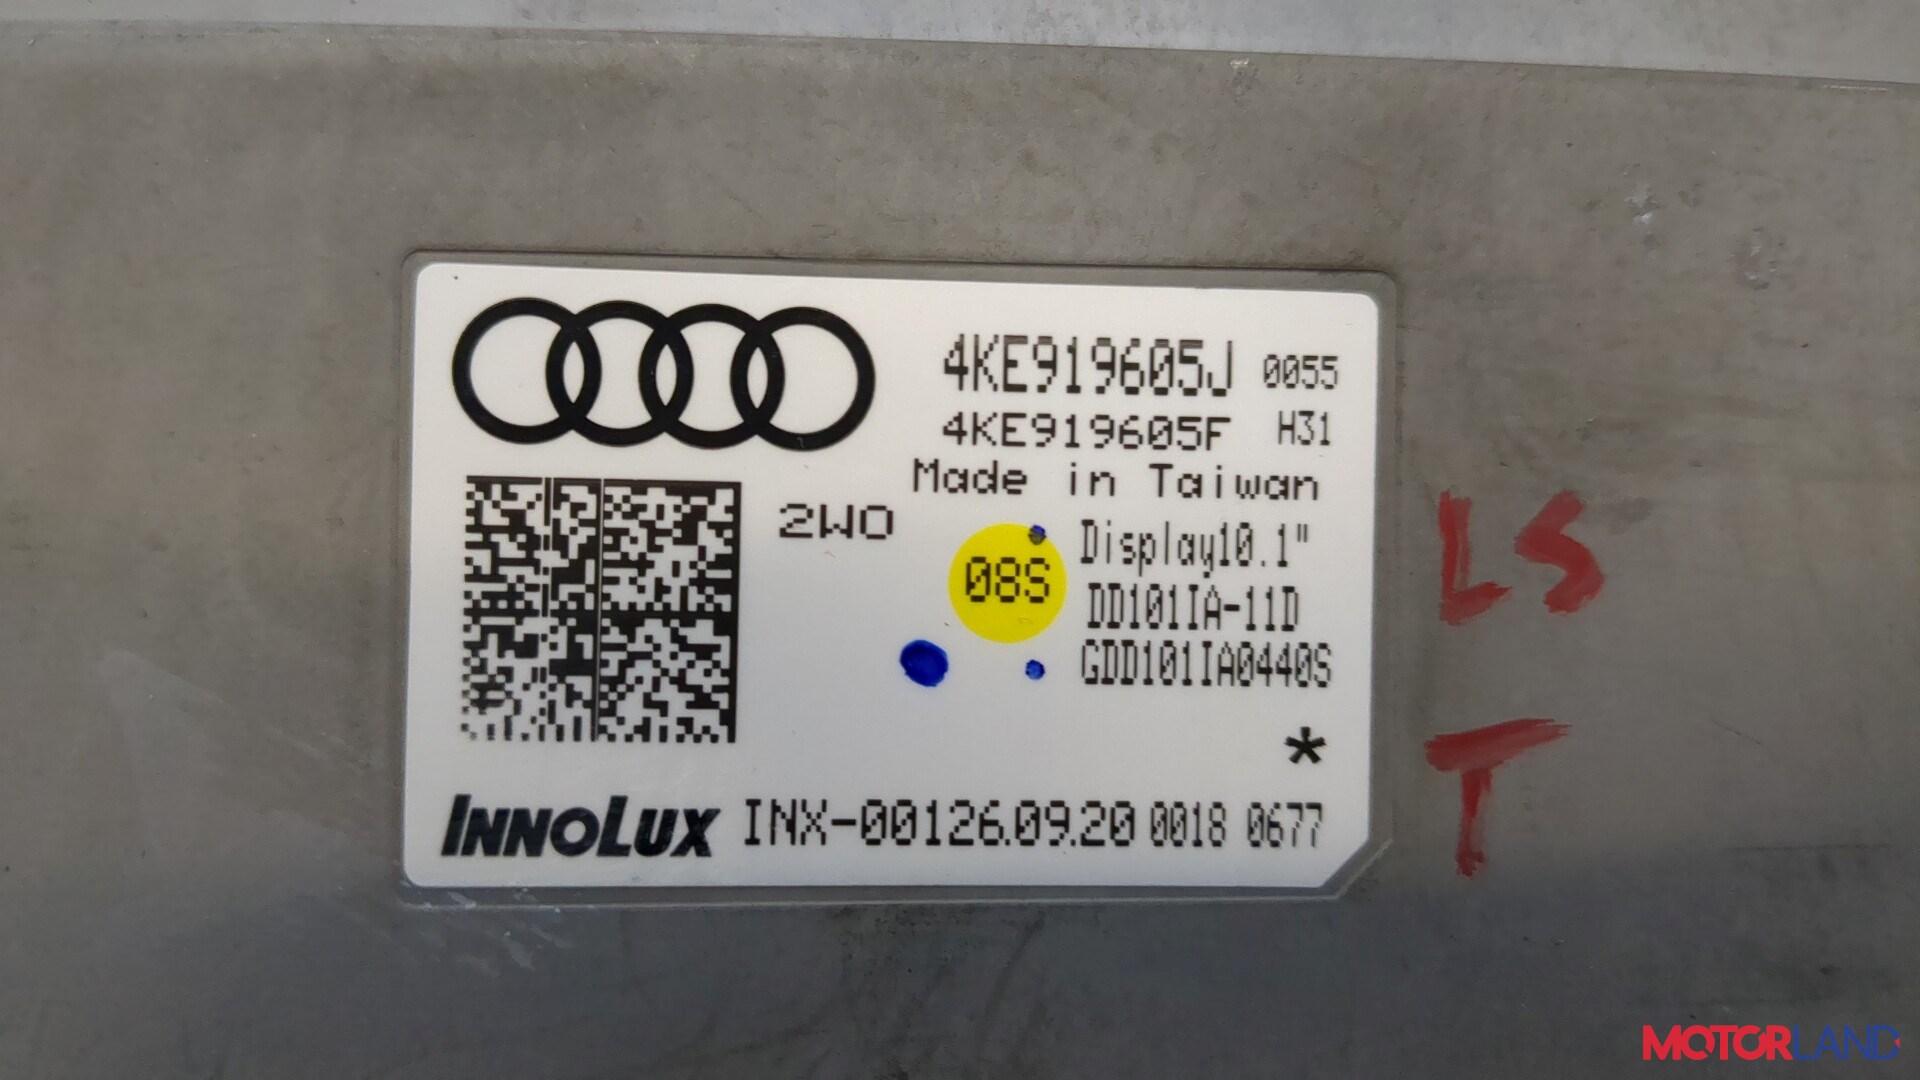 4KE919605J 0055
4KE919605F H31
Made in Taiwan
2WO
08S
Display10.1"
DD101IA-11D
GDD101IA0440S
*
INNOLUX INX-00126.09.20 0018 0677
LS
T
MOTORLAND